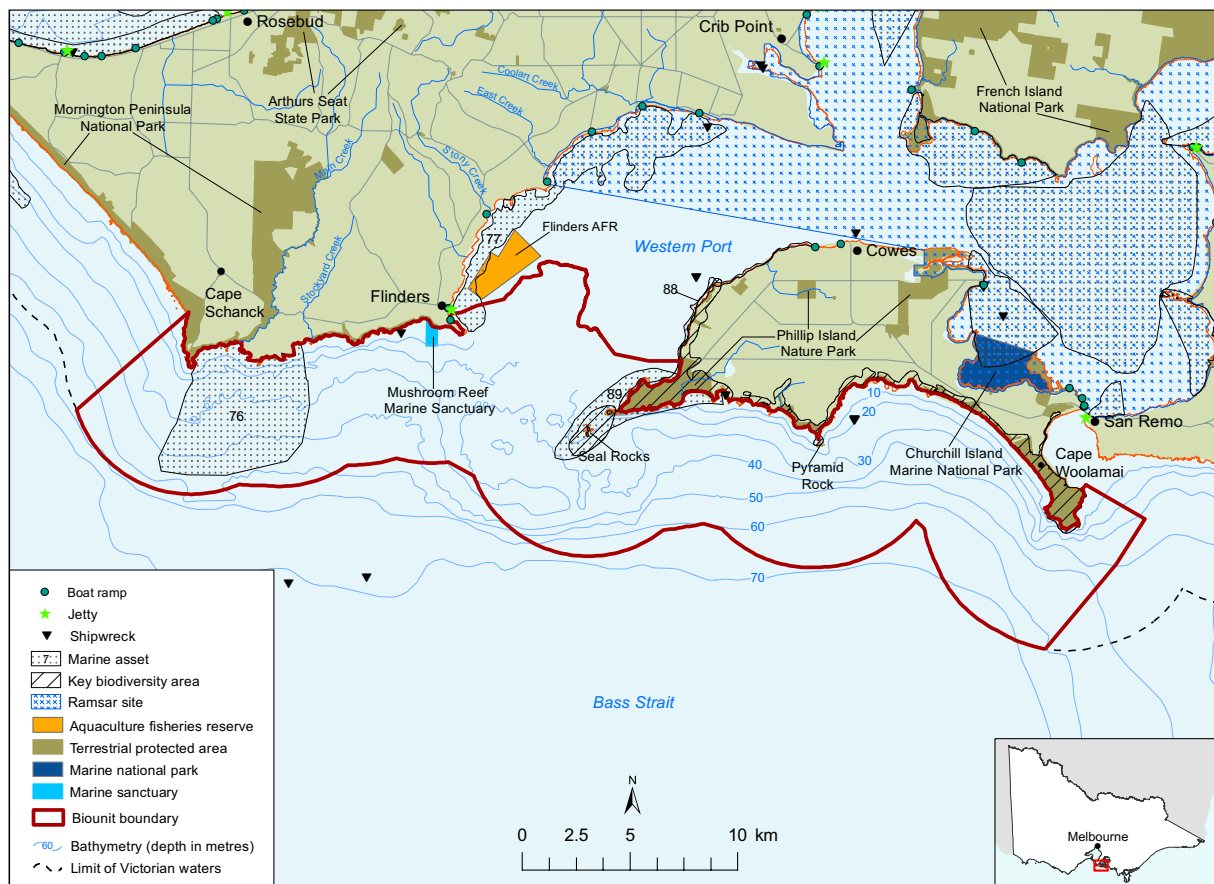 Rosebud
Crib Point
Coolart Creek
East Creek
Arthurs Seat
State Park
French Island
National Park
Mornington Peninsula
National Park
Main Creek
Stony Creek
Stockyard Creek
77
Flinders AFR
Western Port
Cowes
Cape
Schanck
Flinders
88
Phillip Island
Nature Park
Mushroom Reef
Marine Sanctuary
89
76
Seal Rocks
Pyramid
Rock
10
20
30
40
50
60
70
Churchill Island
Marine National Park
San Remo
Cape
Woolamai
Bass Strait
Boat ramp
Jetty
Shipwreck
7 Marine asset
Key biodiversity area
Ramsar site
Aquaculture fisheries reserve
Terrestrial protected area
Marine national park
Marine sanctuary
Biounit boundary
60 Bathymetry (depth in metres)
Limit of Victorian waters
N
0 2.5 5 10 km
Melbourne